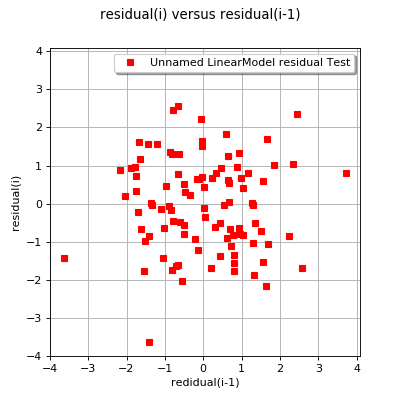 residual(i) versus residual(i-1)
Unnamed LinearModel residual Test
4
3
2
1
0
−1
−2
−3
−4
residual(i)
−4 −3 −2 −1 0 1 2 3 4
redidual(i-1)